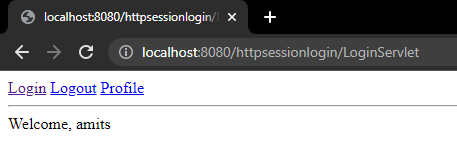 localhost:8080/httpsessionlogin/
localhost:8080/httpsessionlogin/LoginServlet
Login Logout Profile
Welcome, amits